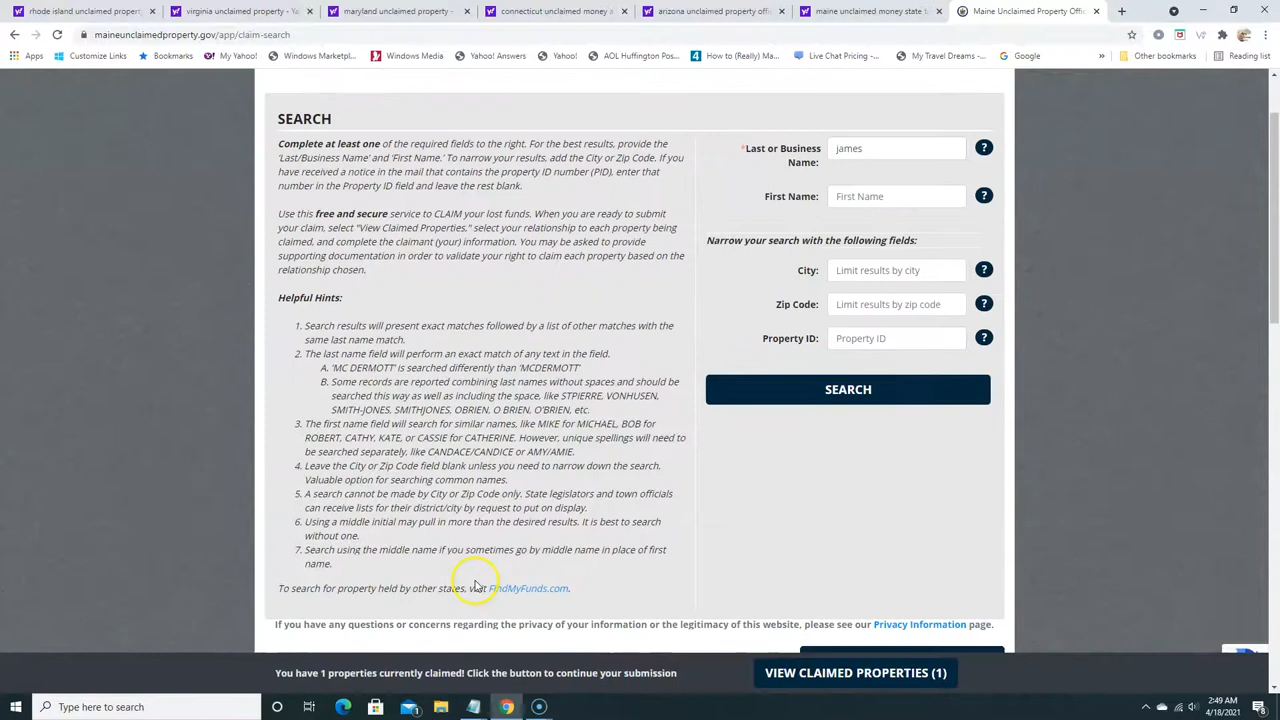 rhode island unclaimed propert
virginia unclaimed property - Ya
maryland unclaimed property -
connecticut unclaimed money a
arizona unclaimed property offi
maine unclaimed money state t
Maine Unclaimed Property Offic
maineunclaimedproperty.gov/app/claim-search
Apps Customize Links Bookmarks My Yahoo! Windows Marketpl... Windows Media Yahoo! Answers Yahoo! AOL Huffington Pos... How to (Really) Ma... Live Chat Pricing -... My Travel Dreams -... Google » Other bookmarks Reading list
SEARCH
Complete at least one of the required fields to the right. For the best results, provide the
'Last/Business Name' and 'First Name.' To narrow your results, add the City or Zip Code. If you
have received a notice in the mail that contains the property ID number (PID), enter that
number in the Property ID field and leave the rest blank.
Use this free and secure service to CLAIM your lost funds. When you are ready to submit
your claim, select "View Claimed Properties," select your relationship to each property being
claimed, and complete the claimant (your) information. You may be asked to provide
supporting documentation in order to validate your right to claim each property based on the
relationship chosen.
Helpful Hints:
1. Search results will present exact matches followed by a list of other matches with the
same last name match.
2. The last name field will perform an exact match of any text in the field.
A. 'MC DERMOTT' is searched differently than 'MCDERMOTT'
B. Some records are reported combining last names without spaces and should be
searched this way as well as including the space, like STPIERRE, VONHUSEN,
SMITH-JONES. SMITHJONES, OBRIEN, O BRIEN, O'BRIEN, etc.
3. The first name field will search for similar names, like MIKE for MICHAEL, BOB for
ROBERT, CATHY, KATE, or CASSIE for CATHERINE. However, unique spellings will need to
be searched separately, like CANDACE/CANDICE or AMY/AMIE.
4. Leave the City or Zip Code field blank unless you need to narrow down the search.
Valuable option for searching common names.
5. A search cannot be made by City or Zip Code only. State legislators and town officials
can receive lists for their district/city by request to put on display.
6. Using a middle initial may pull in more than the desired results. It is best to search
without one.
7. Search using the middle name if you sometimes go by middle name in place of first
name.
To search for property held by other states, visit FindMyFunds.com.
*Last or Business
Name:
james
?
First Name:
First Name
?
Narrow your search with the following fields:
City:
Limit results by city
?
Zip Code:
Limit results by zip code
?
Property ID:
Property ID
?
SEARCH
If you have any questions or concerns regarding the privacy of your information or the legitimacy of this website, please see our Privacy Information page.
You have 1 properties currently claimed! Click the button to continue your submission
VIEW CLAIMED PROPERTIES (1)
Type here to search
2:49 AM
4/18/2021